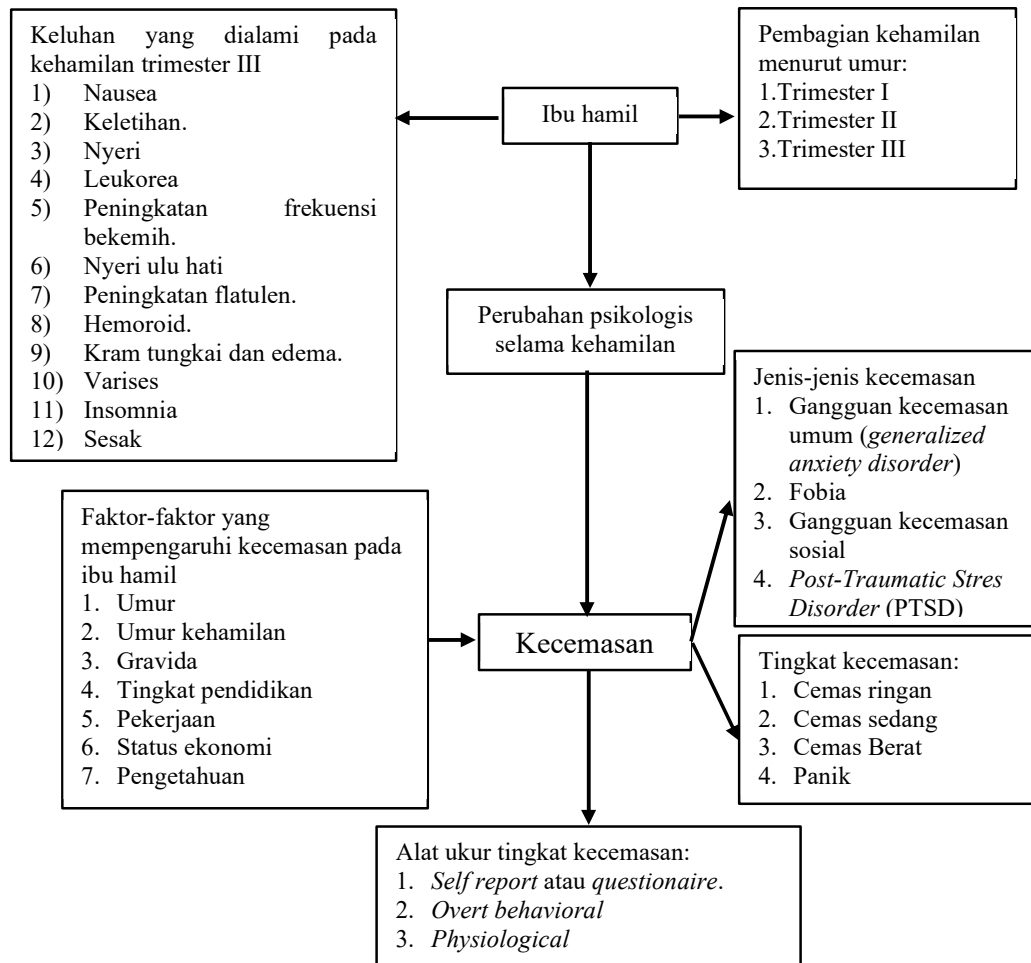 Keluhan yang dialami pada
kehamilan trimester III
1) Nausea
2) Keletihan.
3) Nyeri
4) Leukorea
5) Peningkatan frekuensi
bekemih.
6) Nyeri ulu hati
7) Peningkatan flatulen.
8) Hemoroid.
9) Kram tungkai dan edema.
10) Varises
11) Insomnia
12) Sesak
Ibu hamil
Pembagian kehamilan
menurut umur:
1.Trimester I
2.Trimester II
3.Trimester III
Perubahan psikologis
selama kehamilan
Jenis-jenis kecemasan
1. Gangguan kecemasan
umum (generalized
anxiety disorder)
2. Fobia
3. Gangguan kecemasan
sosial
4. Post-Traumatic Stres
Disorder (PTSD)
Faktor-faktor yang
mempengaruhi kecemasan pada
ibu hamil
1. Umur
2. Umur kehamilan
3. Gravida
4. Tingkat pendidikan
5. Pekerjaan
6. Status ekonomi
7. Pengetahuan
Kecemasan
Tingkat kecemasan:
1. Cemas ringan
2. Cemas sedang
3. Cemas Berat
4. Panik
Alat ukur tingkat kecemasan:
1. Self report atau questionaire.
2. Overt behavioral
3. Physiological